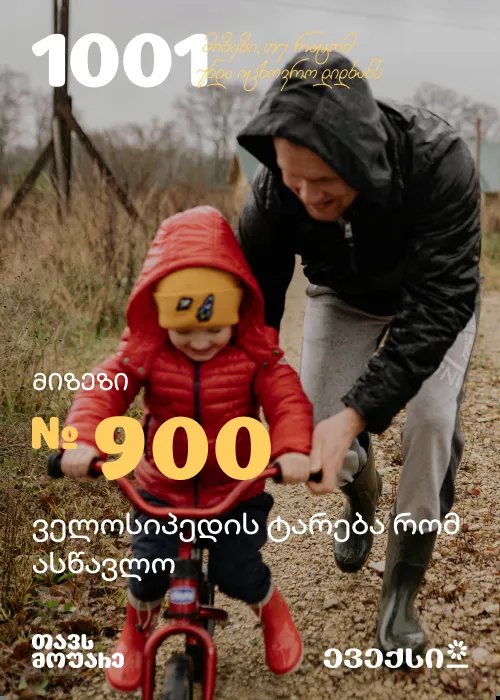 1001 მიზეზი, თუ რატომ
უნდა იცხოვრო დიდხანს
მიზეზი
№ 900
ველოსიპედის ტარება რომ
ასწავლო
თავს
მოუარე
ევექსი